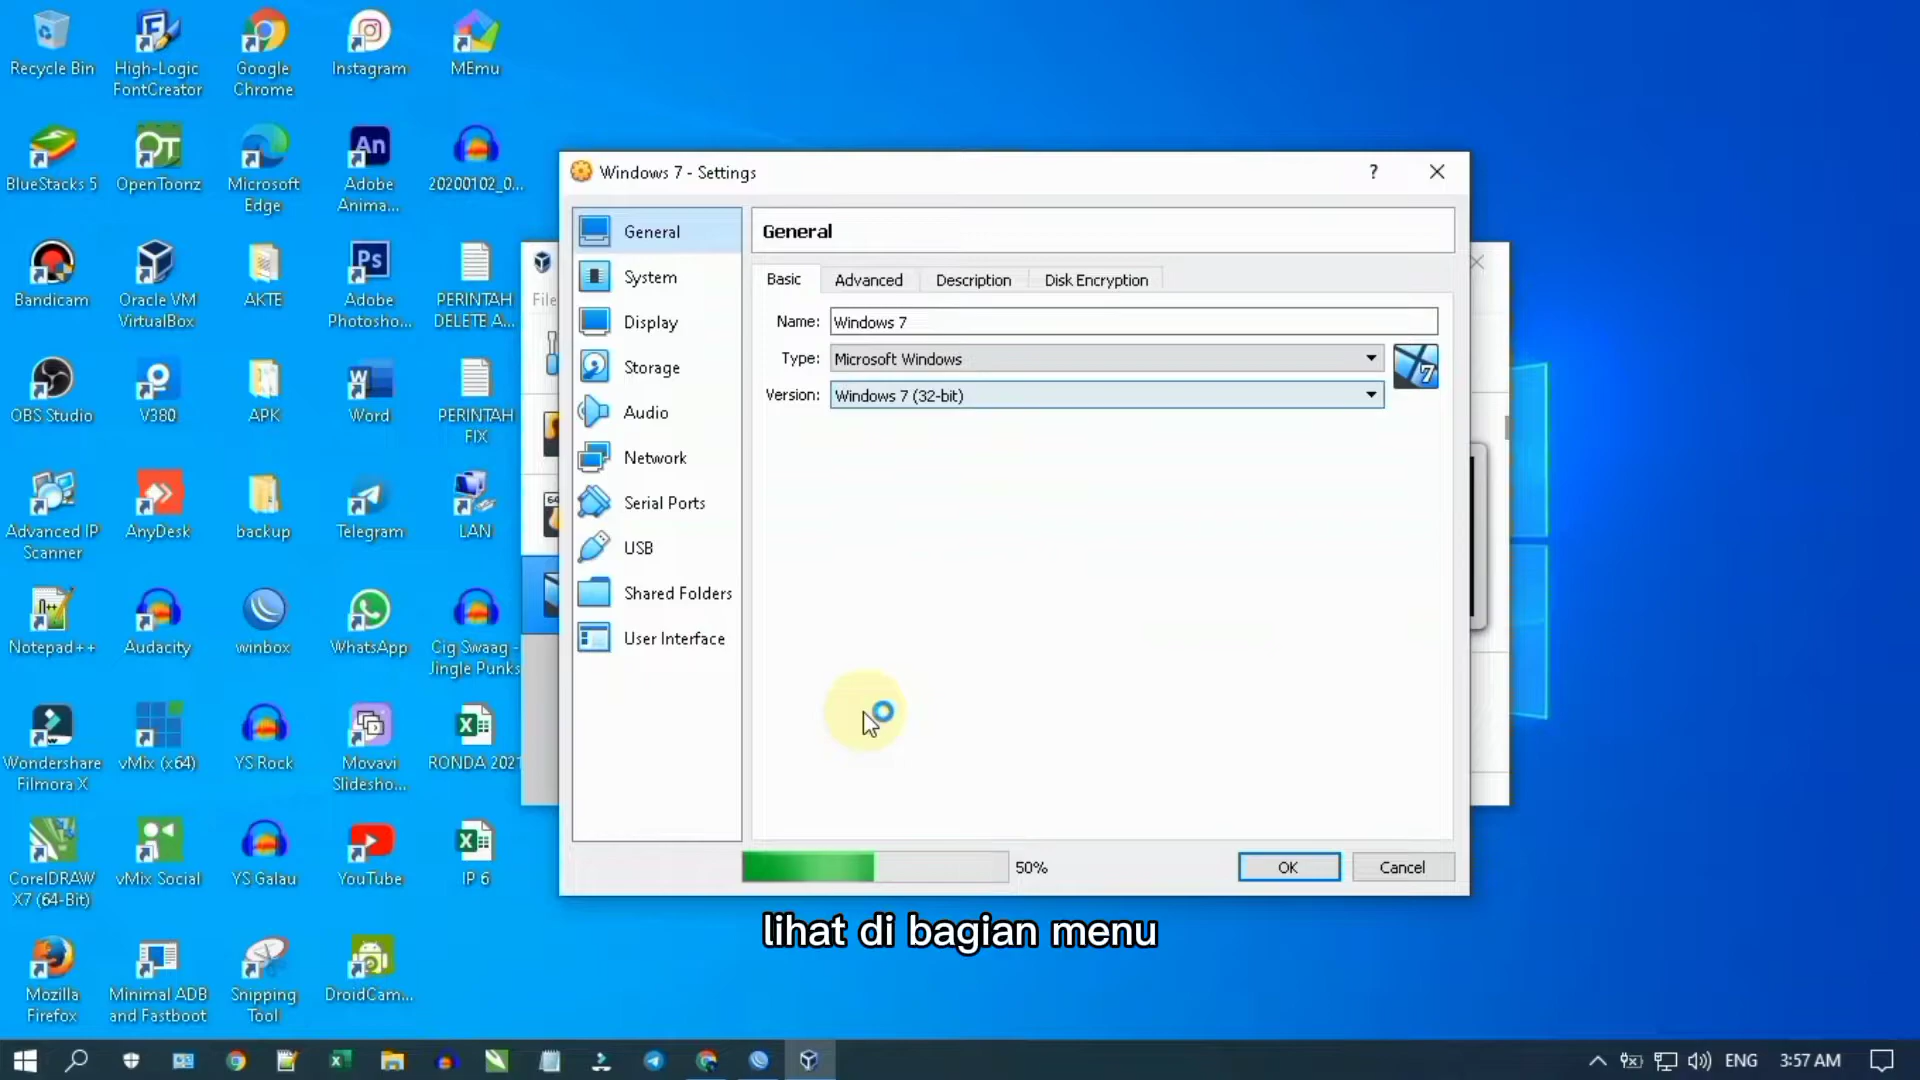 Recycle Bin
High-Logic
FontCreator
Google
Chrome
Instagram
MEmu
BlueStacks 5
OpenToonz
Microsoft
Edge
Adobe
Anima...
20200102_0...
Bandicam
Oracle VM
VirtualBox
AKTE
Adobe
Photosho...
PERINTAH
DELETE A...
OBS Studio
V380
APK
Word
PERINTAH
FIX
Advanced IP
Scanner
AnyDesk
backup
Telegram
LAN
Notepad++
Audacity
winbox
WhatsApp
Cig Swaag -
Jingle Punks
Wondershare
Filmora X
vMix (x64)
YS Rock
Movavi
Slidesho...
RONDA 2021
CorelDRAW
X7 (64-Bit)
vMix Social
YS Galau
YouTube
IP 6
Mozilla
Firefox
Minimal ADB
and Fastboot
Snipping
Tool
DroidCam...
File
Windows 7 - Settings
?
General
System
Display
Storage
Audio
Network
Serial Ports
USB
Shared Folders
User Interface
General
Basic
Advanced
Description
Disk Encryption
Name:
Windows 7
Type:
Microsoft Windows
7
Version:
Windows 7 (32-bit)
50%
OK
Cancel
lihat di bagian menu
ENG
3:57 AM